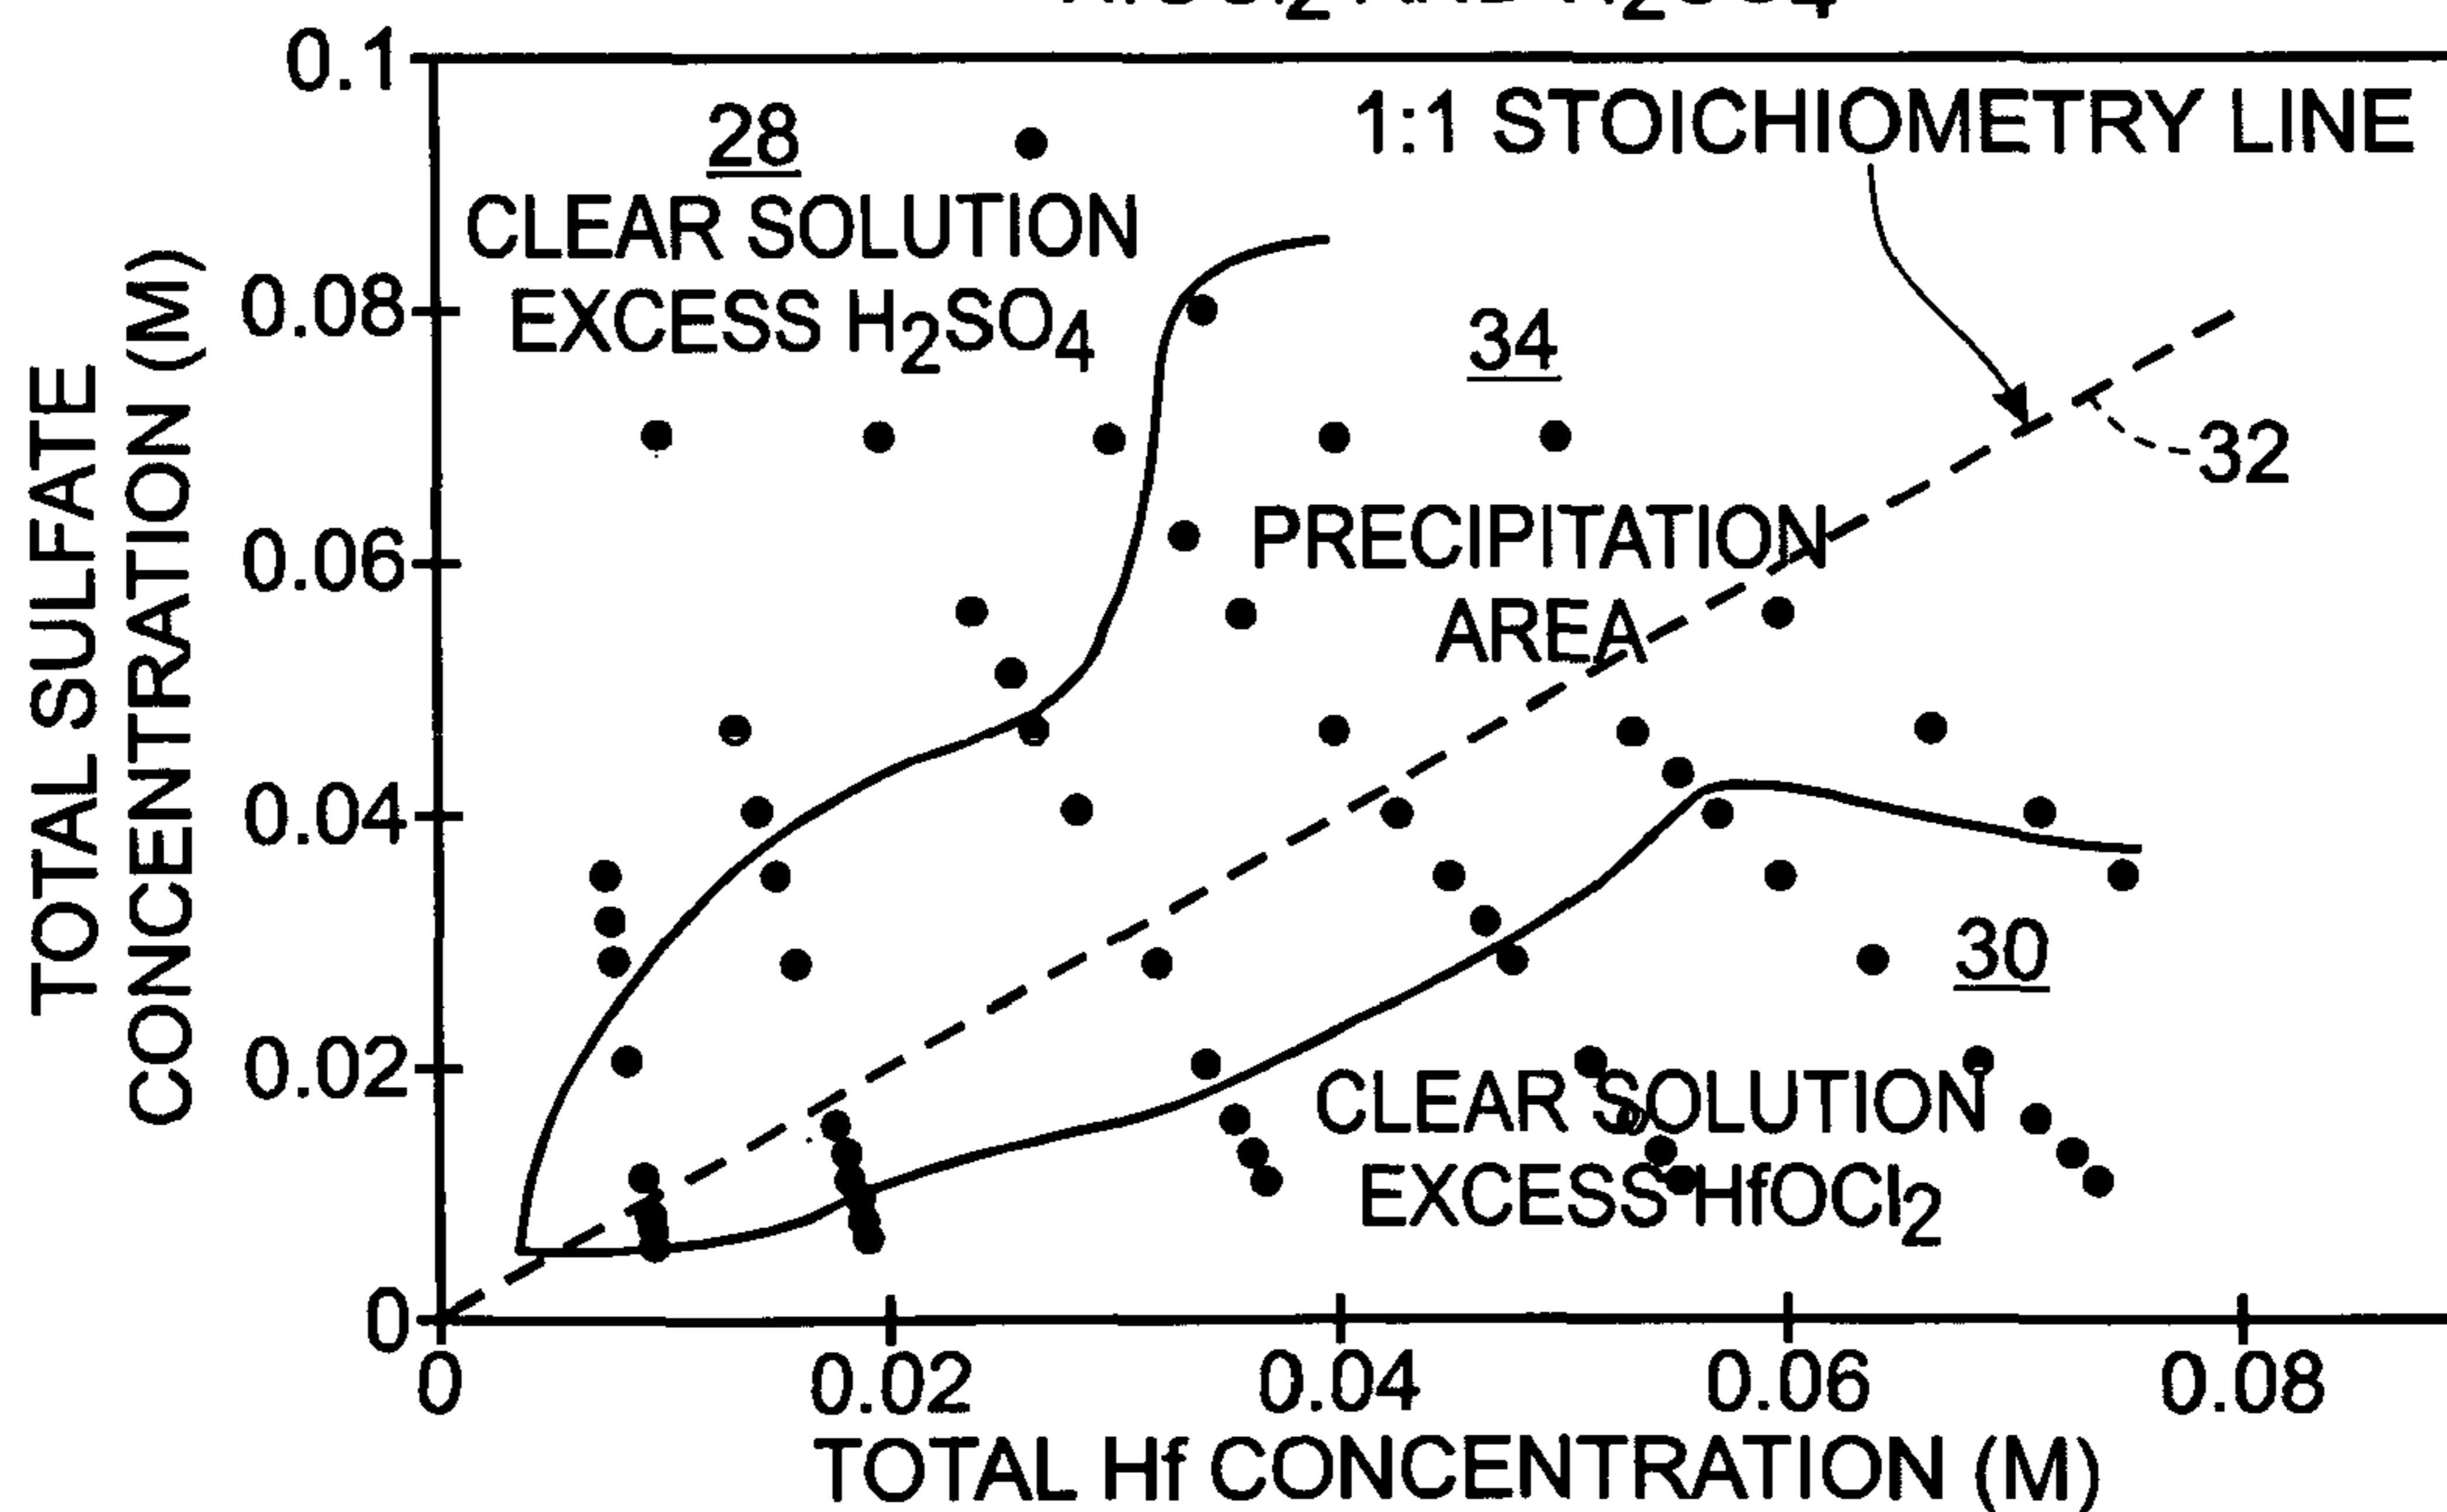 0.1
28
1:1 STOICHIOMETRY LINE
CLEAR SOLUTION
EXCESS H2SO4
0.08
34
32
PRECIPITATION
AREA
0.06
0.04
30
0.02
CLEAR SOLUTION
EXCESS HfOCl2
0
0
0.02
0.04
0.06
0.08
TOTAL Hf CONCENTRATION (M)
TOTAL SULFATE
CONCENTRATION (M)